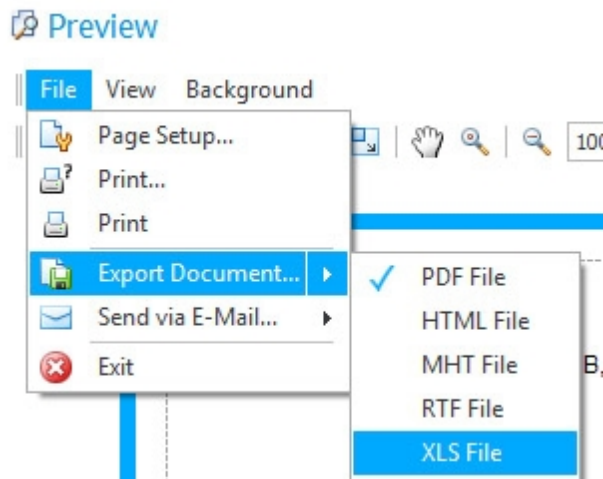 Preview
File View Background
Page Setup...
100
Print...
Print
Export Document...
PDF File
Send via E-Mail...
HTML File
Exit
MHT File
B,
RTF File
XLS File